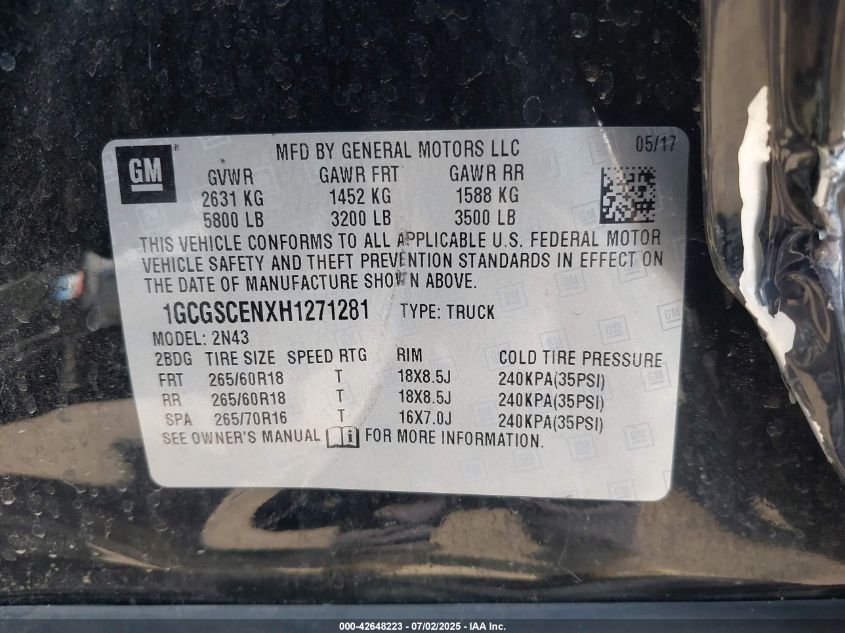 GM
MFD BY GENERAL MOTORS LLC 05/17
GVWR GAWR FRT GAWR RR
2631 KG 1452 KG 1588 KG
5800 LB 3200 LB 3500 LB
THIS VEHICLE CONFORMS TO ALL APPLICABLE U.S. FEDERAL MOTOR
VEHICLE SAFETY AND THEFT PREVENTION STANDARDS IN EFFECT ON
THE DATE OF MANUFACTURE SHOWN ABOVE.
1GCGSCENXH1271281 TYPE: TRUCK
MODEL: 2N43
2BDG TIRE SIZE SPEED RTG RIM COLD TIRE PRESSURE
FRT 265/60R18 T 18X8.5J 240KPA(35PSI)
RR 265/60R18 T 18X8.5J 240KPA(35PSI)
SPA 265/70R16 T 16X7.0J 240KPA(35PSI)
SEE OWNER'S MANUAL FOR MORE INFORMATION.
000-42648223 - 07/02/2025 - IAA Inc.